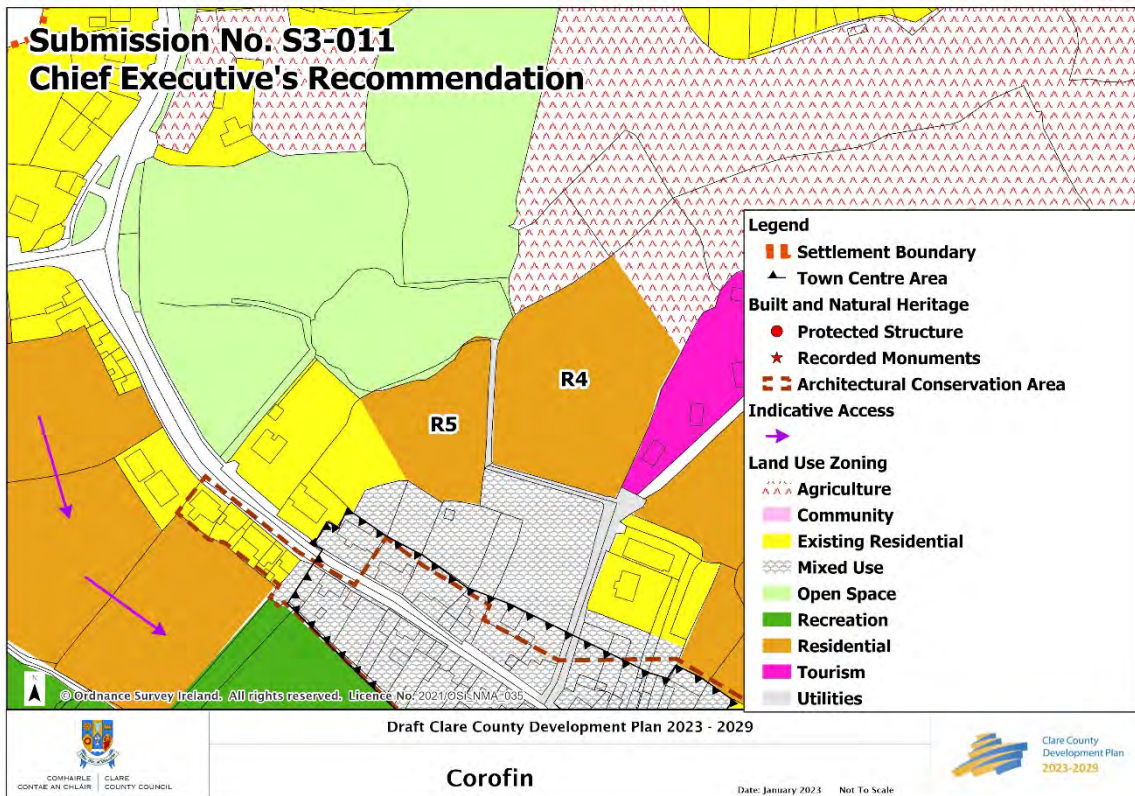 Submission No. S3-011
Chief Executive's Recommendation
R4
R5
Legend
Settlement Boundary
Town Centre Area
Built and Natural Heritage
Protected Structure
Recorded Monuments
Architectural Conservation Area
Indicative Access
Land Use Zoning
Agriculture
Community
Existing Residential
Mixed Use
Open Space
Recreation
Residential
Tourism
Utilities
N
© Ordnance Survey Ireland. All rights reserved. Licence No. 2021/OSi_NMA_035
Draft Clare County Development Plan 2023 - 2029
Corofin
Date: January 2023 Not To Scale
COMHAIRLE CONTAE AN CHLÁIR
CLARE COUNTY COUNCIL
Clare County
Development Plan
2023-2029